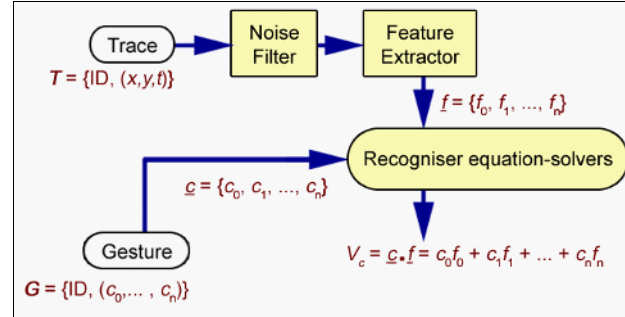 Trace
Noise
Filter
Feature
Extractor
T = {ID, (x,y,t)}
f = {f₀, f₁, ..., fₙ}
Recogniser equation-solvers
c = {c₀, c₁, ..., cₙ}
Gesture
V_c = c.f = c₀f₀ + c₁f₁ + ... + cₙfₙ
G = {ID, (c₀,... , cₙ)}